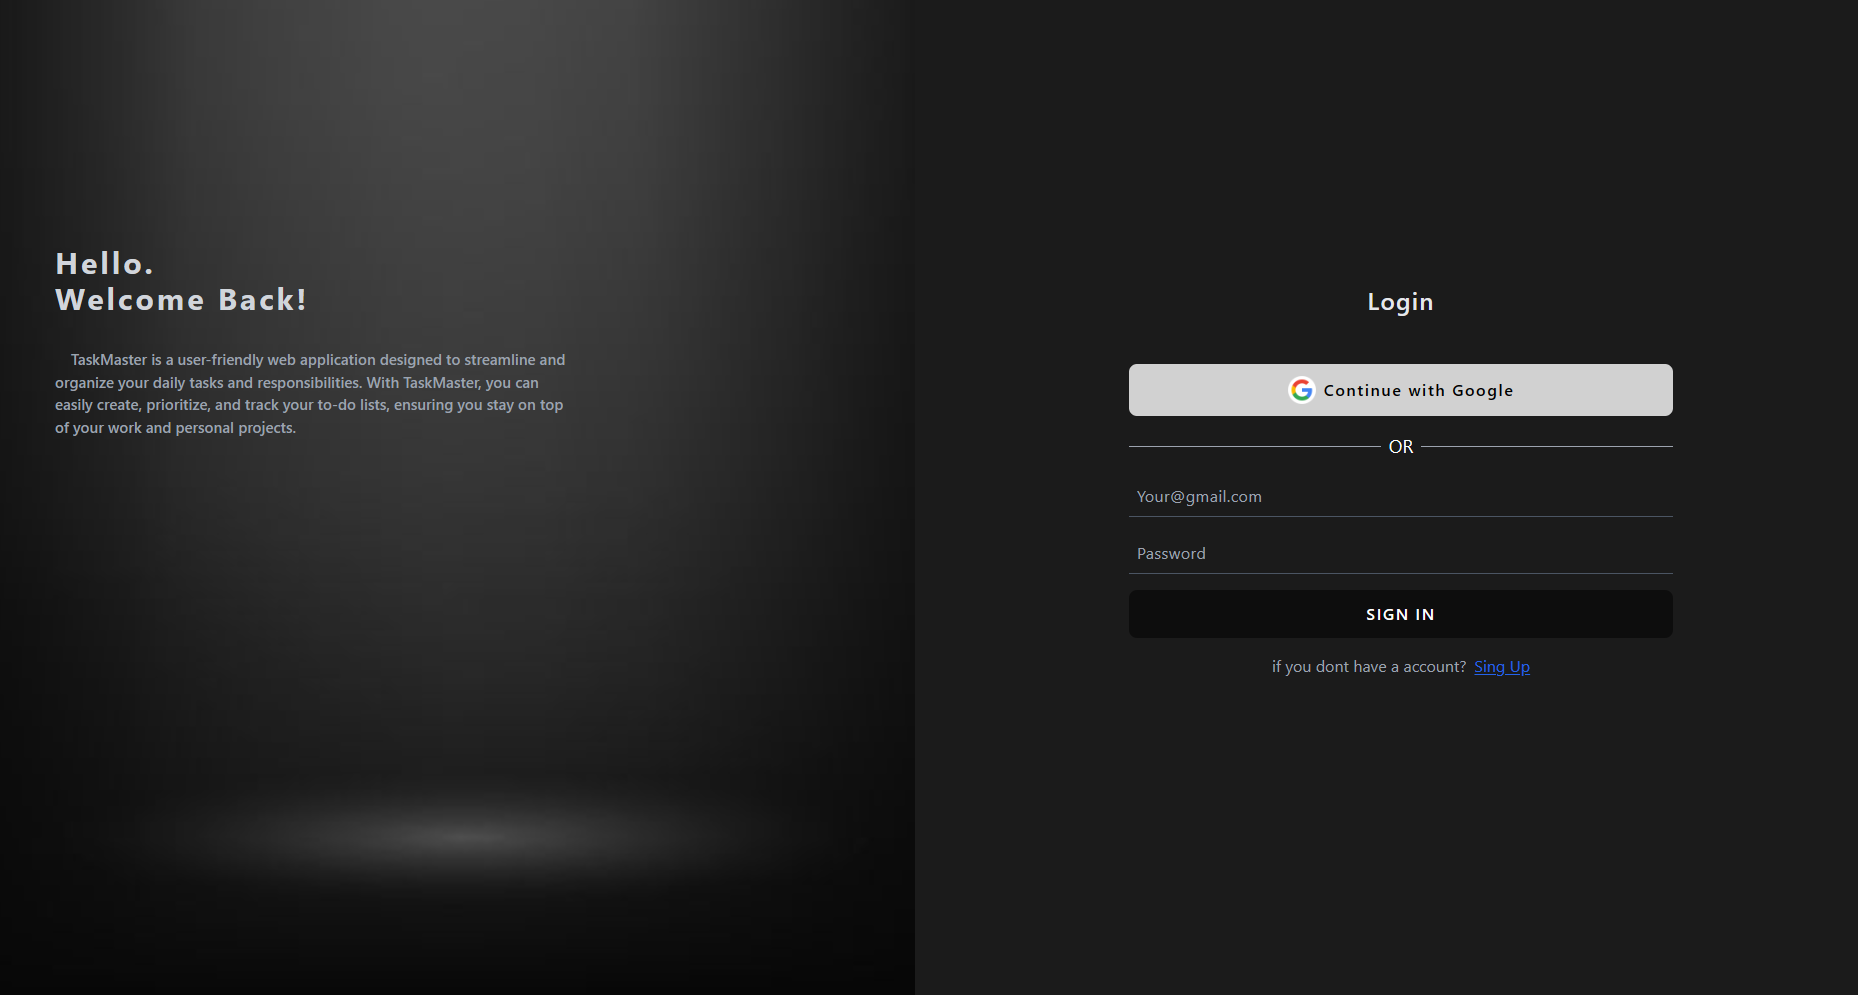 Hello.
Welcome Back!
TaskMaster is a user-friendly web application designed to streamline and
organize your daily tasks and responsibilities. With TaskMaster, you can
easily create, prioritize, and track your to-do lists, ensuring you stay on top
of your work and personal projects.
Login
Continue with Google
OR
Your@gmail.com
Password
SIGN IN
if you dont have a account? Sing Up